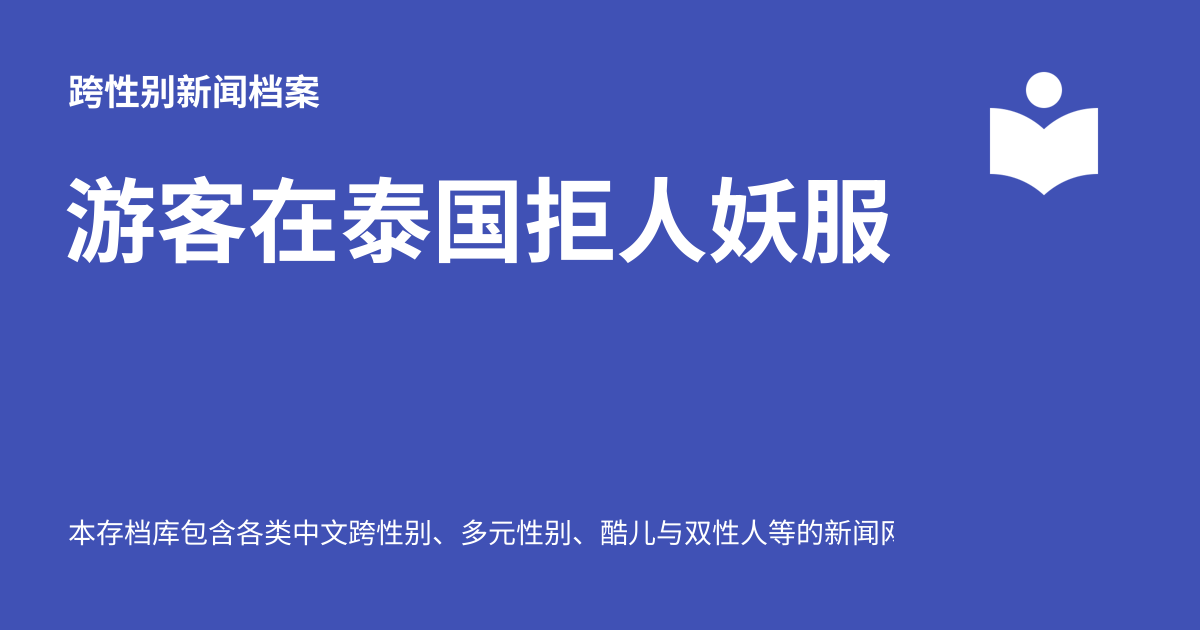 跨性别新闻档案
游客在泰国拒人妖服
本存档库包含各类中文跨性别、多元性别、酷儿与双性人等的新闻